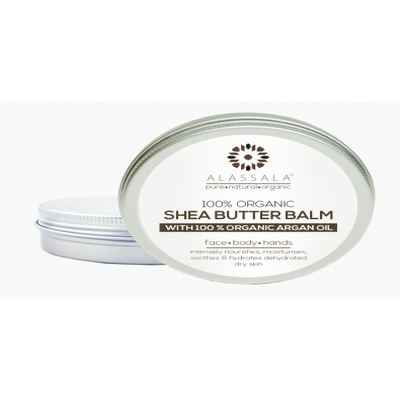 ALASSALA®
pure•natural•organic
100% ORGANIC
SHEA BUTTER BALM
WITH 100 % ORGANIC ARGAN OIL
face•body•hands
intensely nourishes, moisturises,
soothes & hydrates dehydrated
dry skin